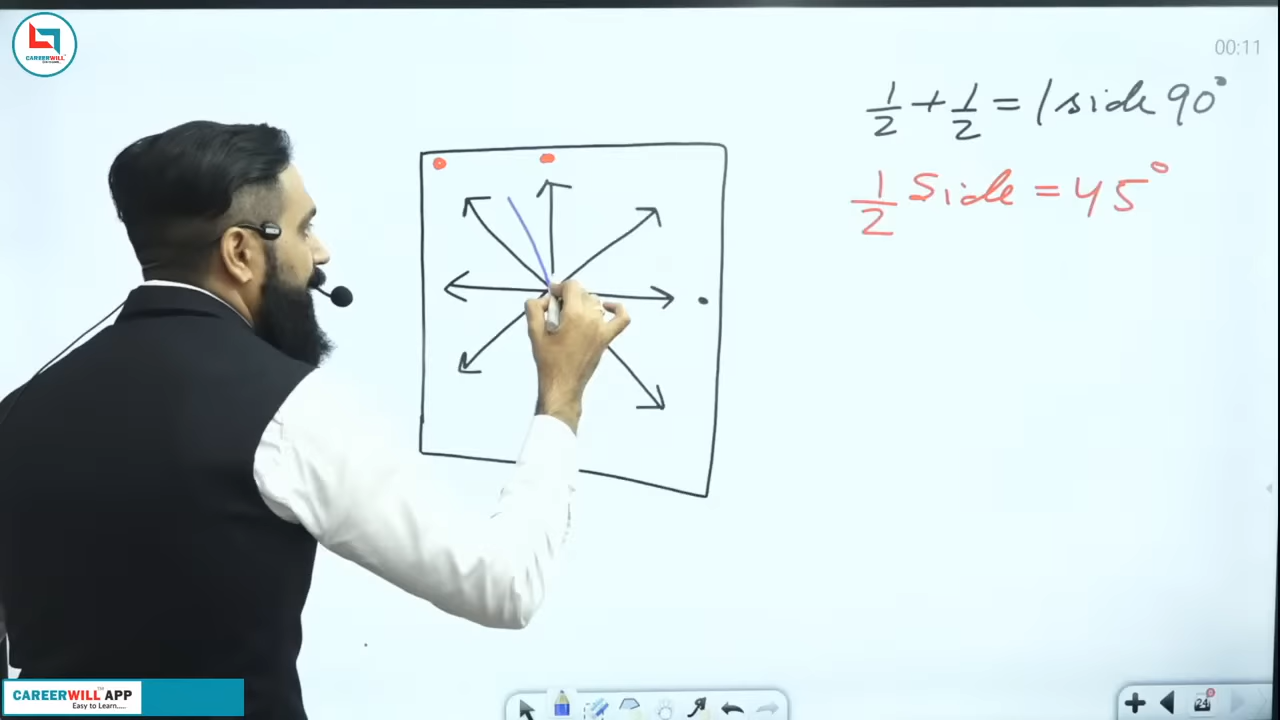 CAREERWILL
00:11
1/2 + 1/2 = 1 side 90°
1/2 Side = 45°
CAREERWILL APP
Easy to Learn.....
24